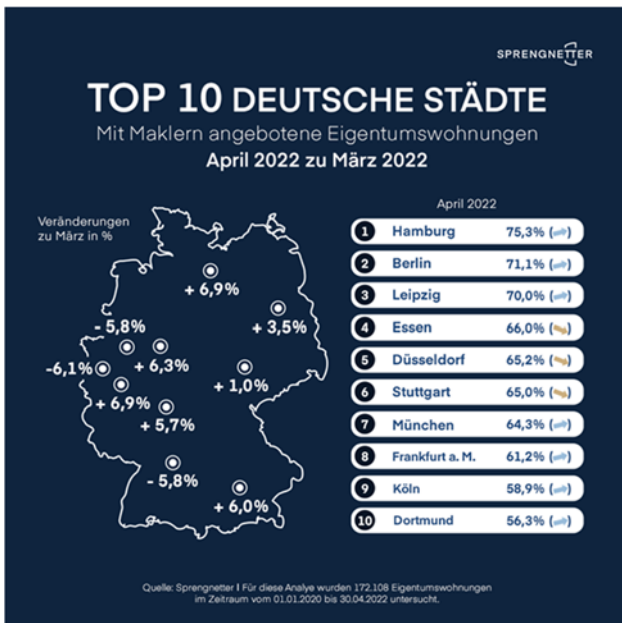 SPRENGNETTER
TOP 10 DEUTSCHE STÄDTE
Mit Maklern angebotene Eigentumswohnungen
April 2022 zu März 2022
Veränderungen
zu März in %
+ 6,9%
+ 3,5%
- 5,8%
-6,1%
+ 6,3%
+ 1,0%
+ 6,9%
+ 5,7%
- 5,8%
+ 6,0%
April 2022
1 Hamburg 75,3% (➡)
2 Berlin 71,1% (➡)
3 Leipzig 70,0% (➡)
4 Essen 66,0% (➡)
5 Düsseldorf 65,2% (➡)
6 Stuttgart 65,0% (➡)
7 München 64,3% (➡)
8 Frankfurt a. M. 61,2% (➡)
9 Köln 58,9% (➡)
10 Dortmund 56,3% (➡)
Quelle: Sprengnetter I Für diese Analye wurden 172.108 Eigentumswohnungen
im Zeitraum vom 01.01.2020 bis 30.04.2022 untersucht.